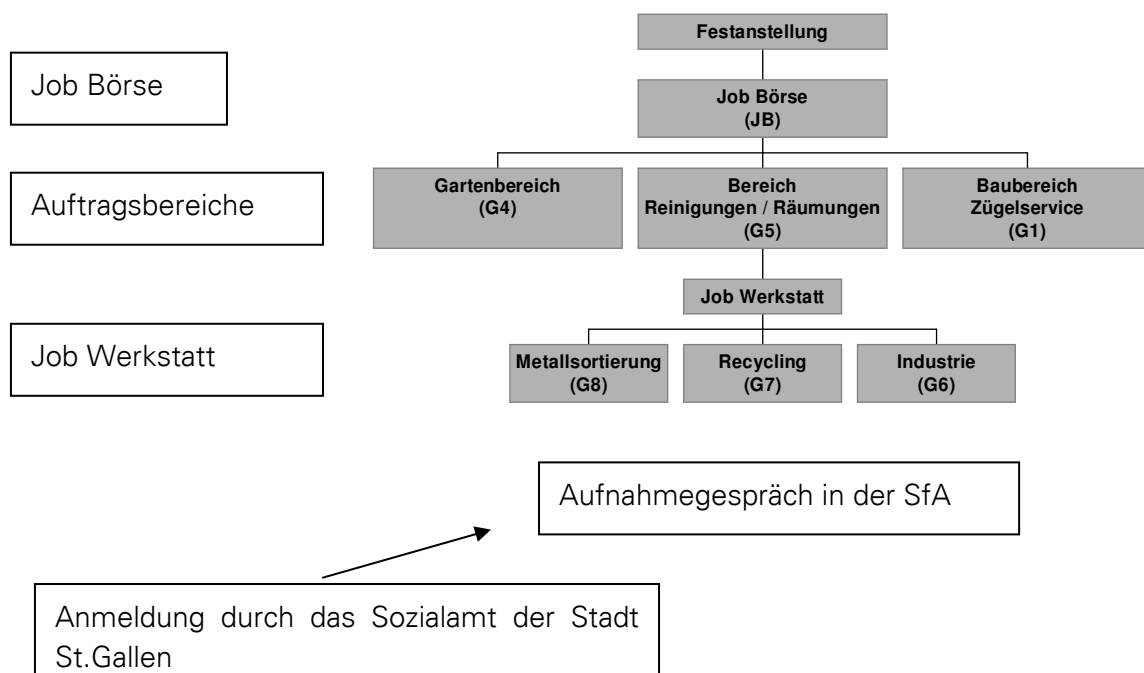 Festanstellung
Job Börse
Job Börse
(JB)
Auftragsbereiche
Gartenbereich
(G4)
Bereich
Reinigungen / Räumungen
(G5)
Baubereich
Zügelservice
(G1)
Job Werkstatt
Job Werkstatt
Metallsortierung
(G8)
Recycling
(G7)
Industrie
(G6)
Aufnahmegespräch in der SfA
Anmeldung durch das Sozialamt der Stadt
St.Gallen